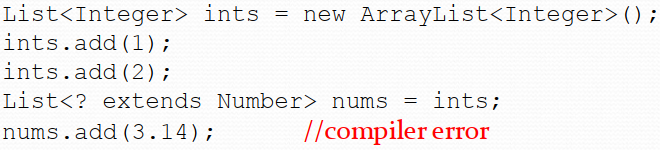 List<Integer> ints = new ArrayList<Integer>();
ints.add(1);
ints.add(2);
List<? extends Number> nums = ints;
nums.add(3.14); //compiler error